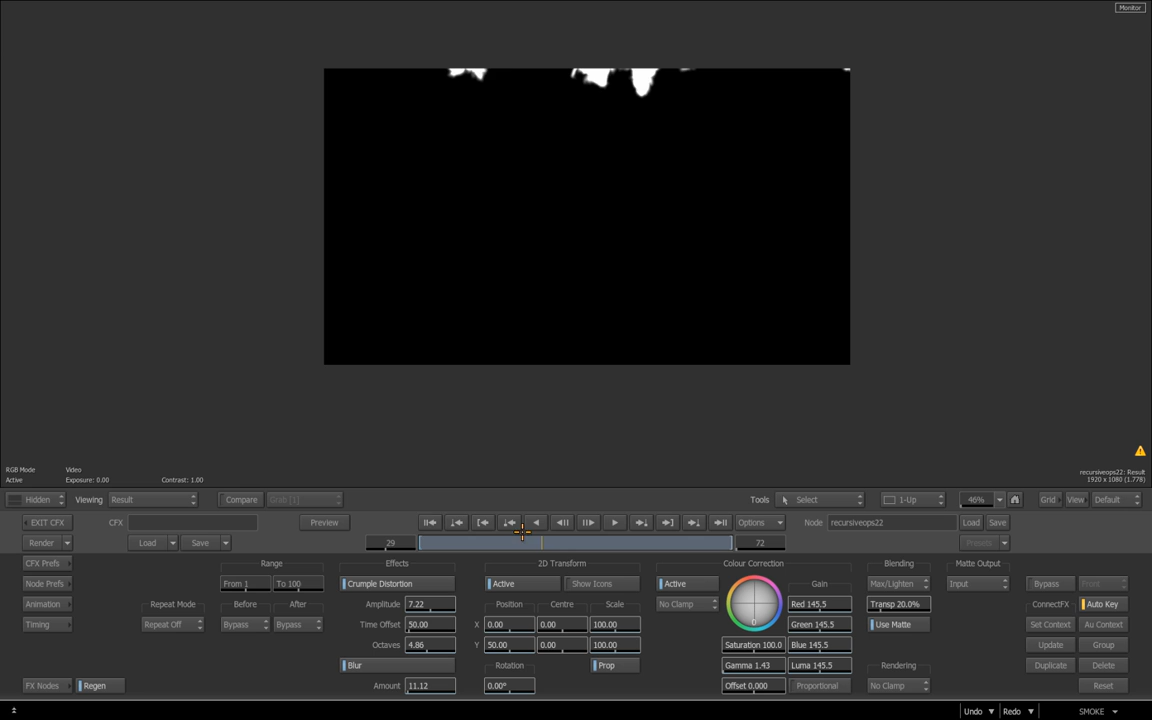 Monitor
RGB Mode Video
Active Exposure: 0.00 Contrast: 1.00
recursiveops22: Result
1920 x 1080 (1.778)
Hidden Viewing Result Compare Grab [1] Tools Select 1-Up 46% Grid View Default
EXIT CFX CFX Preview Options Node recursiveops22 Load Save
Render Load Save 29 72 Presets
CFX Prefs Range Effects 2D Transform Colour Correction Blending Matte Output
Node Prefs From 1 To 100 Crumple Distortion Active Show Icons Active Gain Max/Lighten Input Bypass Front
Animation Repeat Mode Before After Amplitude 7.22 Position Centre Scale No Clamp Red 145.5 Transp 20.0% ConnectFX Auto Key
Timing Repeat Off Bypass Bypass Time Offset 50.00 X 0.00 0.00 100.00 0 Green 145.5 Use Matte Set Context Au Context
Octaves 4.86 Y 50.00 0.00 100.00 Saturation 100.0 Blue 145.5 Update Group
Blur Rotation Prop Gamma 1.43 Luma 145.5 Rendering Duplicate Delete
FX Nodes Regen Amount 11.12 0.00° Offset 0.000 Proportional No Clamp Reset
Undo Redo SMOKE